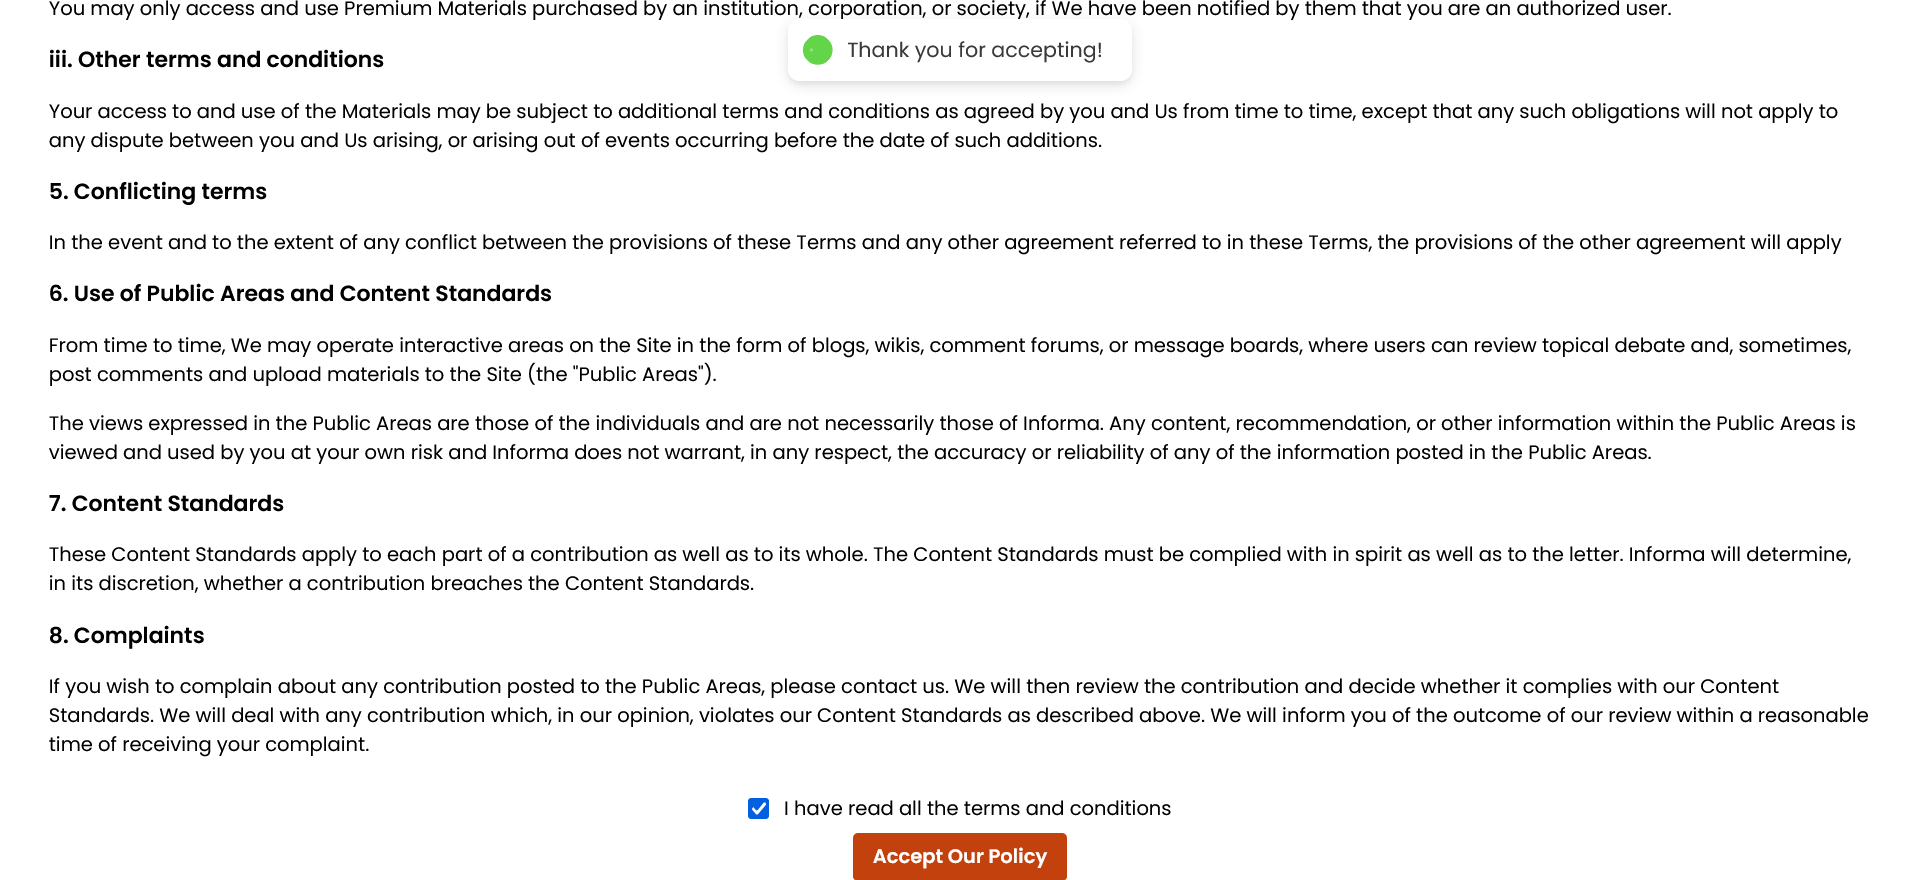 You may only access and use Premium Materials purchased by an institution, corporation, or society, if We have been notified by them that you are an authorized user.
Thank you for accepting!
iii. Other terms and conditions
Your access to and use of the Materials may be subject to additional terms and conditions as agreed by you and Us from time to time, except that any such obligations will not apply to
any dispute between you and Us arising, or arising out of events occurring before the date of such additions.
5. Conflicting terms
In the event and to the extent of any conflict between the provisions of these Terms and any other agreement referred to in these Terms, the provisions of the other agreement will apply
6. Use of Public Areas and Content Standards
From time to time, We may operate interactive areas on the Site in the form of blogs, wikis, comment forums, or message boards, where users can review topical debate and, sometimes,
post comments and upload materials to the Site (the "Public Areas").
The views expressed in the Public Areas are those of the individuals and are not necessarily those of Informa. Any content, recommendation, or other information within the Public Areas is
viewed and used by you at your own risk and Informa does not warrant, in any respect, the accuracy or reliability of any of the information posted in the Public Areas.
7. Content Standards
These Content Standards apply to each part of a contribution as well as to its whole. The Content Standards must be complied with in spirit as well as to the letter. Informa will determine,
in its discretion, whether a contribution breaches the Content Standards.
8. Complaints
If you wish to complain about any contribution posted to the Public Areas, please contact us. We will then review the contribution and decide whether it complies with our Content
Standards. We will deal with any contribution which, in our opinion, violates our Content Standards as described above. We will inform you of the outcome of our review within a reasonable
time of receiving your complaint.
I have read all the terms and conditions
Accept Our Policy